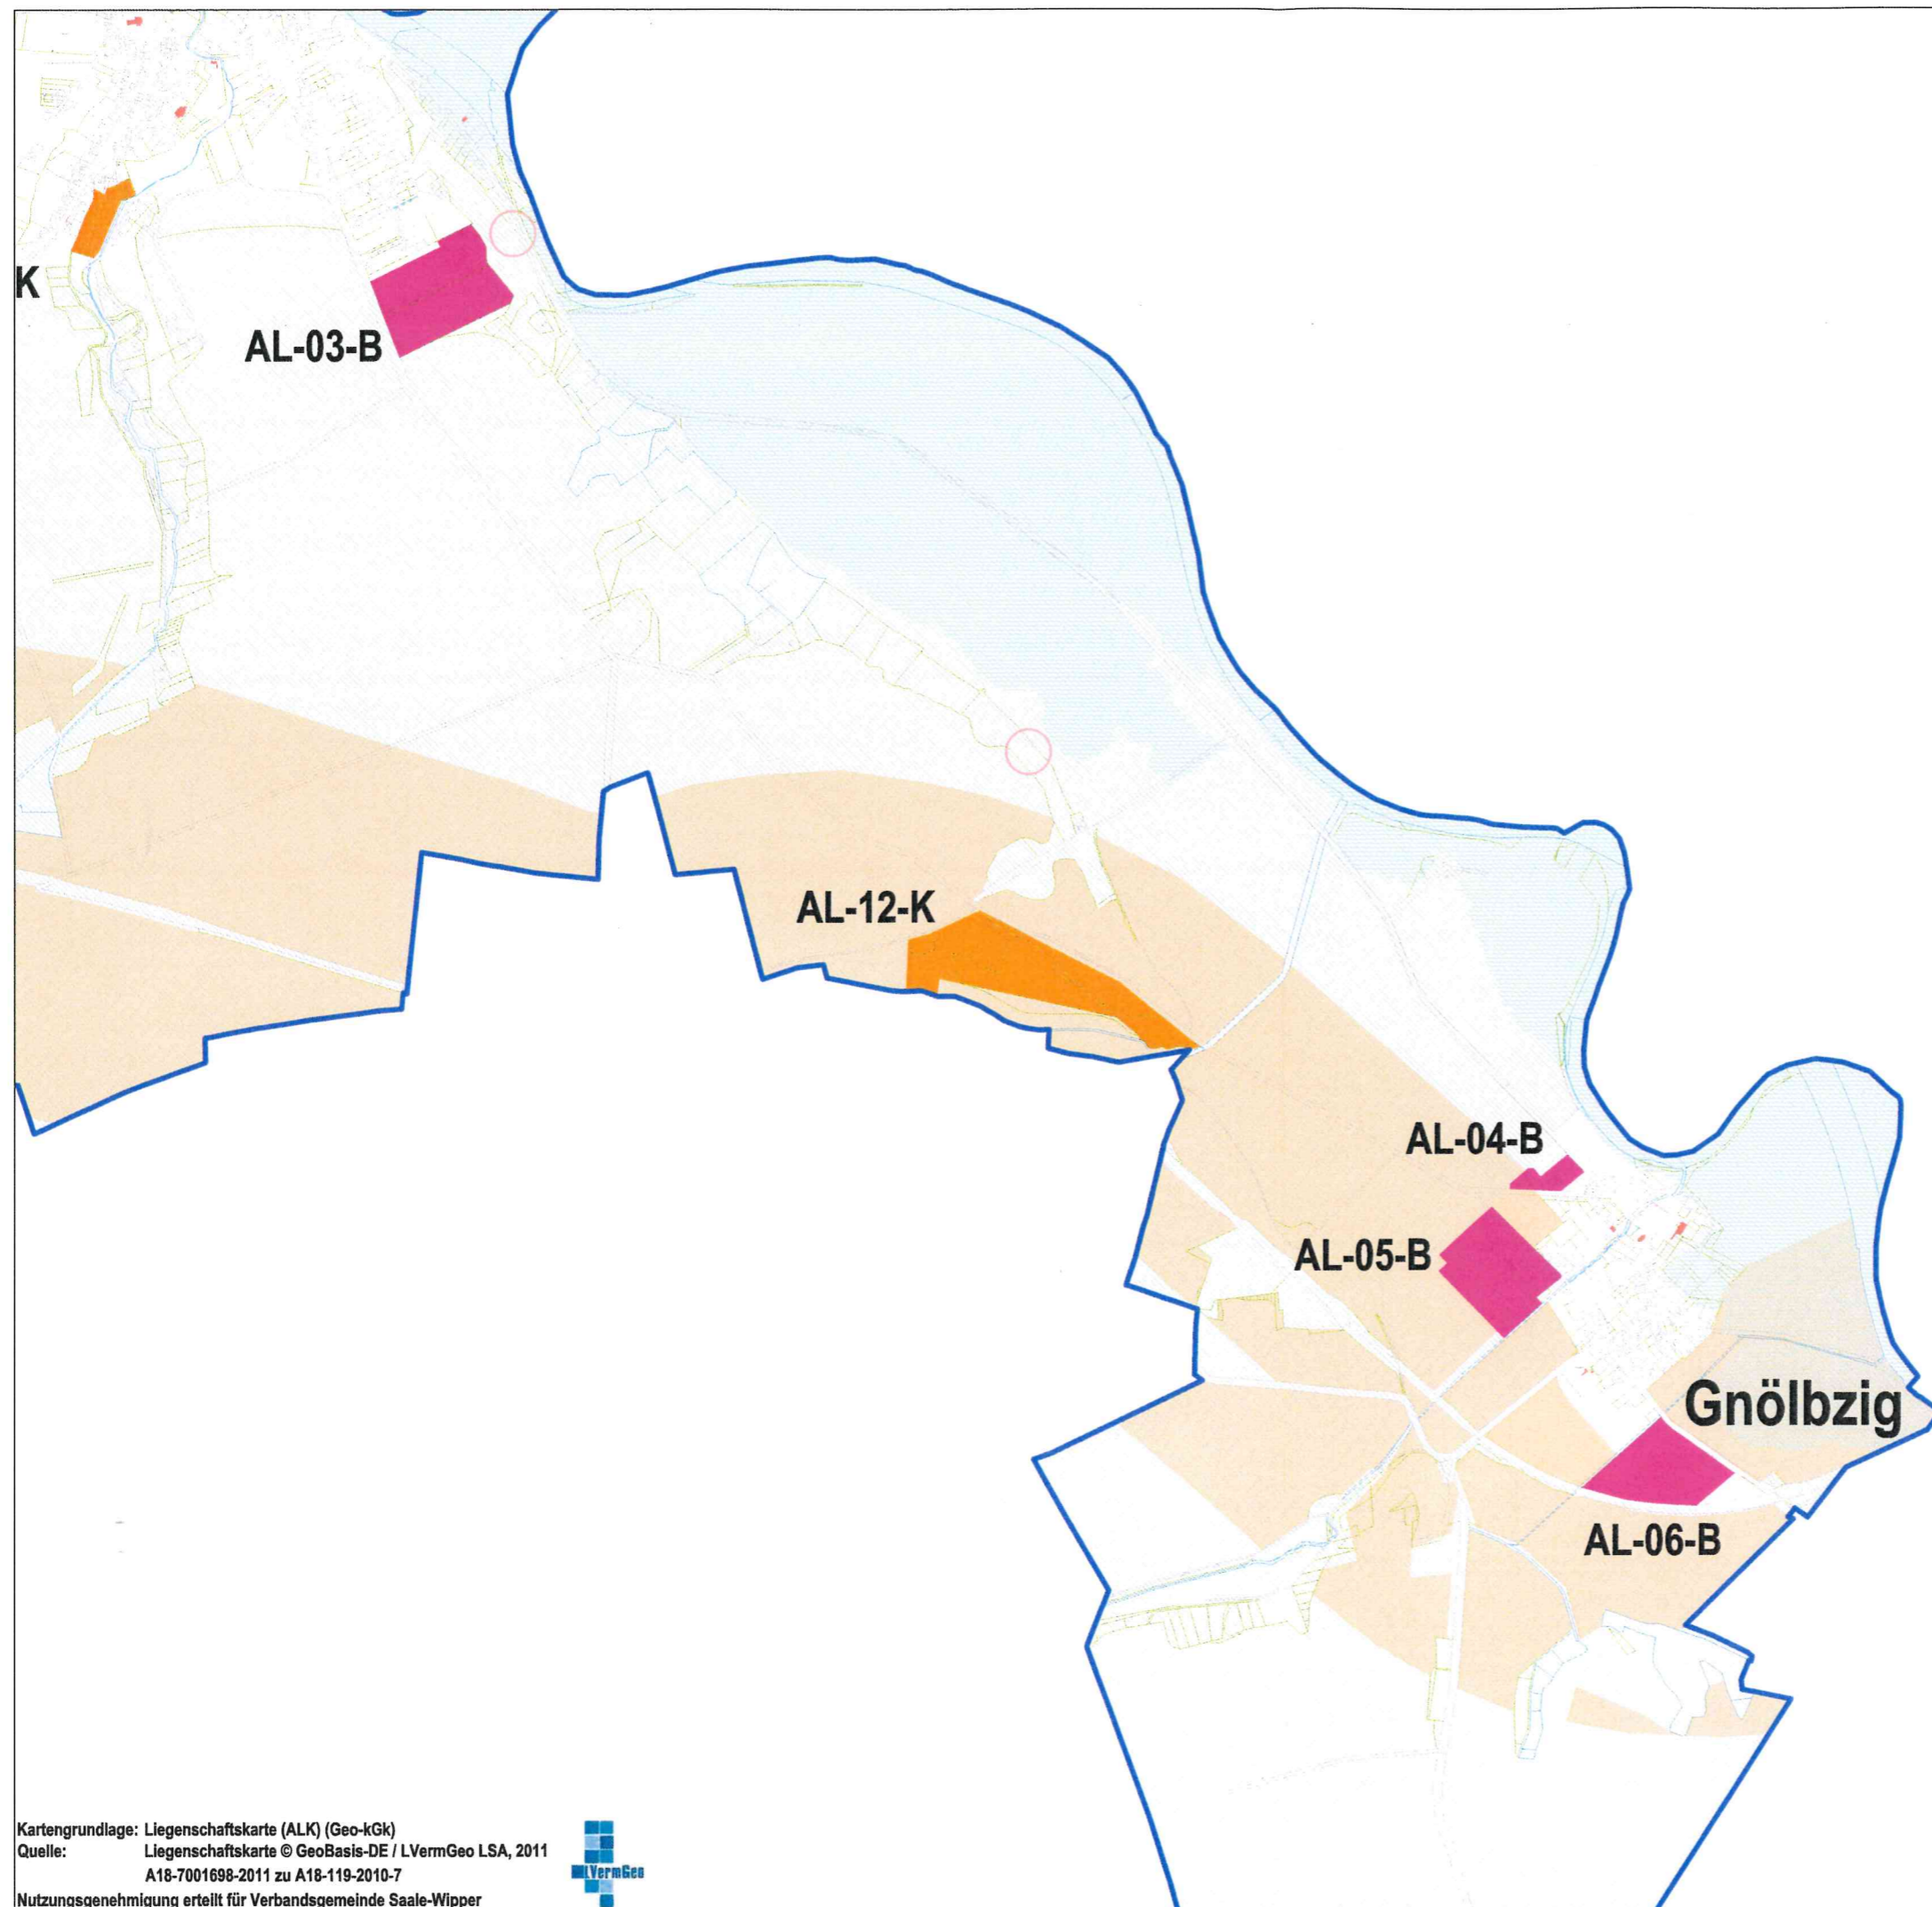 K
AL-03-B
AL-12-K
AL-04-B
AL-05-B
Gnölbzig
AL-06-B
Kartengrundlage: Liegenschaftskarte (ALK) (Geo-kGk)
Quelle: Liegenschaftskarte © GeoBasis-DE / LVermGeo LSA, 2011
A18-7001698-2011 zu A18-119-2010-7
Nutzungsgenehmigung erteilt für Verbandsgemeinde Saale-Wipper
LVermGeo